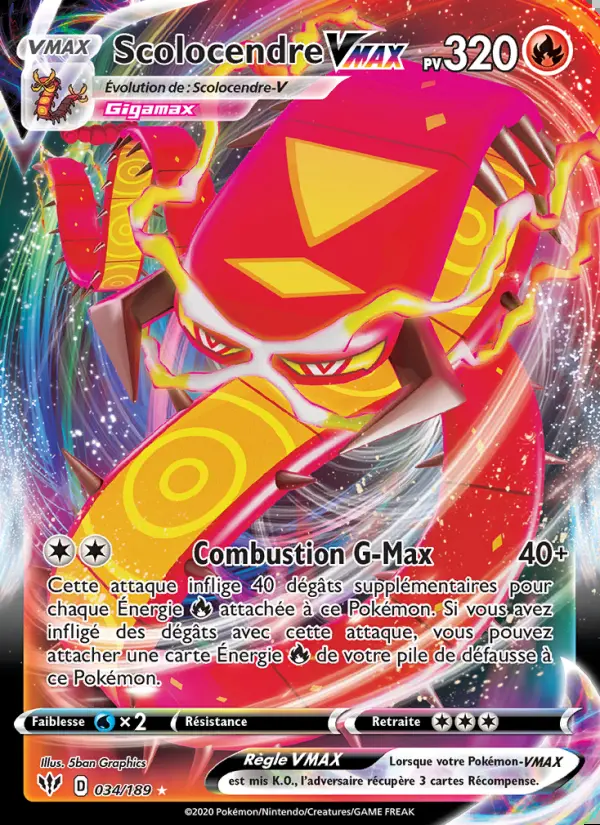 VMAX
Scolocendre VMAX PV 320
Évolution de : Scolocendre-V
Gigamax
Combustion G-Max 40+
Cette attaque inflige 40 dégâts supplémentaires pour
chaque Énergie attachée à ce Pokémon. Si vous avez
infligé des dégâts avec cette attaque, vous pouvez
attacher une carte Énergie de votre pile de défausse à
ce Pokémon.
Faiblesse ×2 Résistance Retraite
Illus. 5ban Graphics
Règle VMAX Lorsque votre Pokémon-VMAX
est mis K.O., l'adversaire récupère 3 cartes Récompense.
D 034/189
©2020 Pokémon/Nintendo/Creatures/GAME FREAK